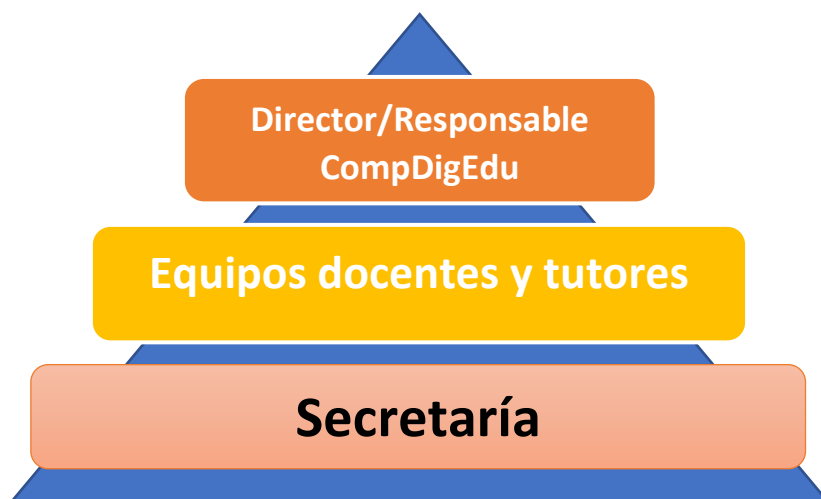 Director/Responsable
CompDigEdu
Equipos docentes y tutores
Secretaría